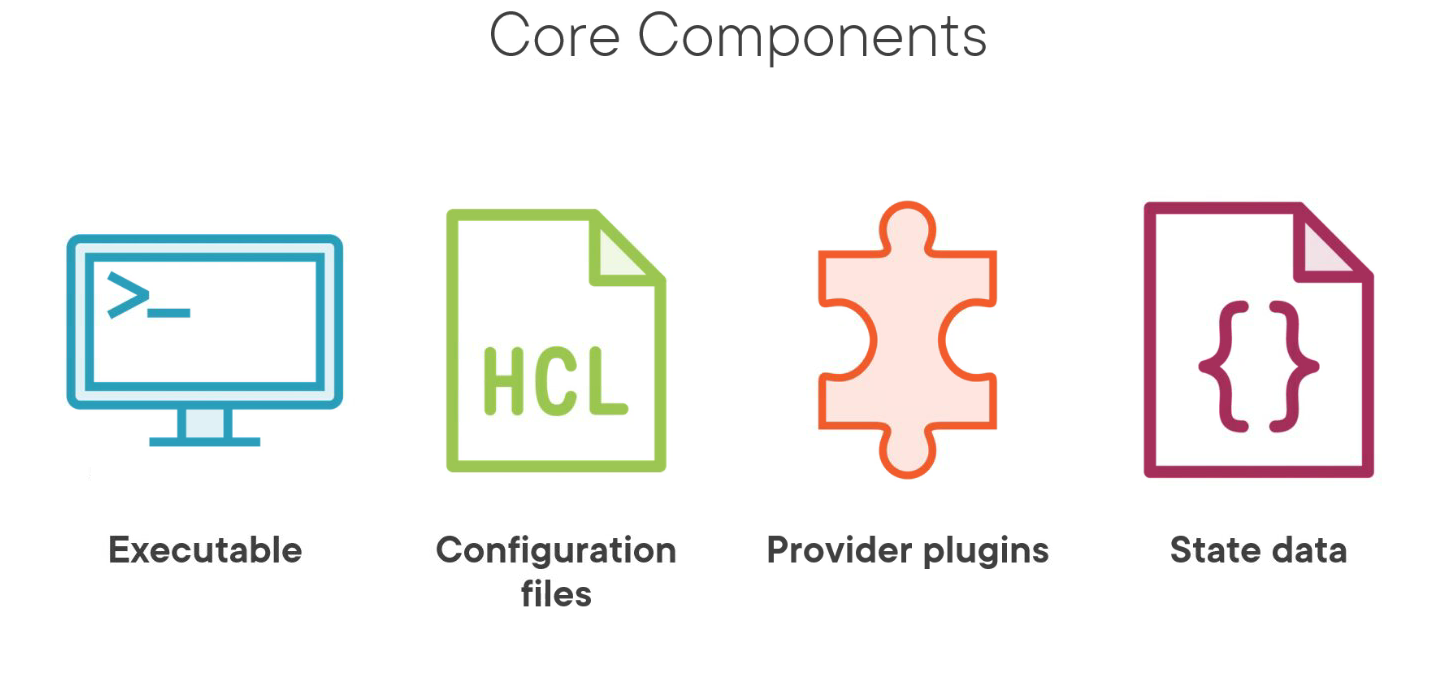 Core Components
>_
HCL
{}
Executable
Configuration
files
Provider plugins
State data